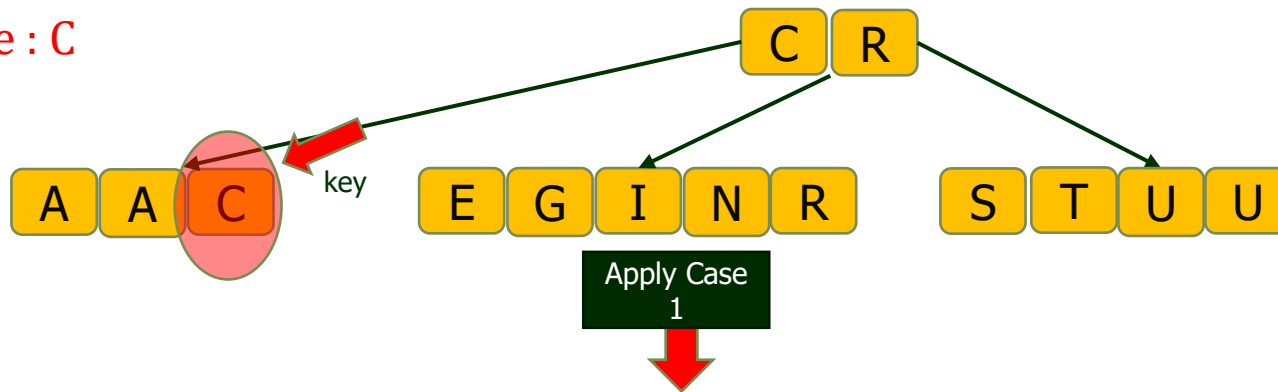 e : C
C R
key
A A C
E G I N R
S T U U
Apply Case
1